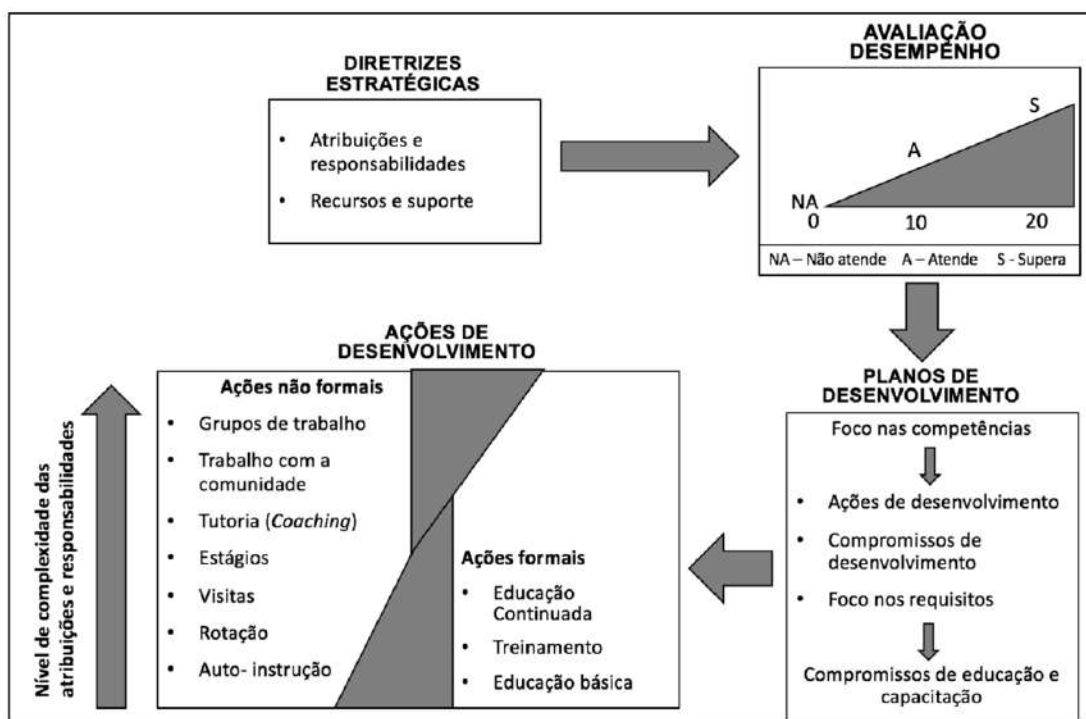 DIRETRIZES
ESTRATÉGICAS
• Atribuições e
responsabilidades
• Recursos e suporte
AVALIAÇÃO
DESEMPENHO
S
A
NA
0 10 20
NA – Não atende A – Atende S - Supera
PLANOS DE
DESENVOLVIMENTO
Foco nas competências
• Ações de desenvolvimento
• Compromissos de
desenvolvimento
• Foco nos requisitos
Compromissos de educação e
capacitação
AÇÕES DE
DESENVOLVIMENTO
Ações não formais
• Grupos de trabalho
• Trabalho com a
comunidade
• Tutoria (Coaching)
• Estágios
• Visitas
• Rotação
• Auto- instrução
Ações formais
• Educação
Continuada
• Treinamento
• Educação básica
Nível de complexidade das
atribuições e responsabilidades